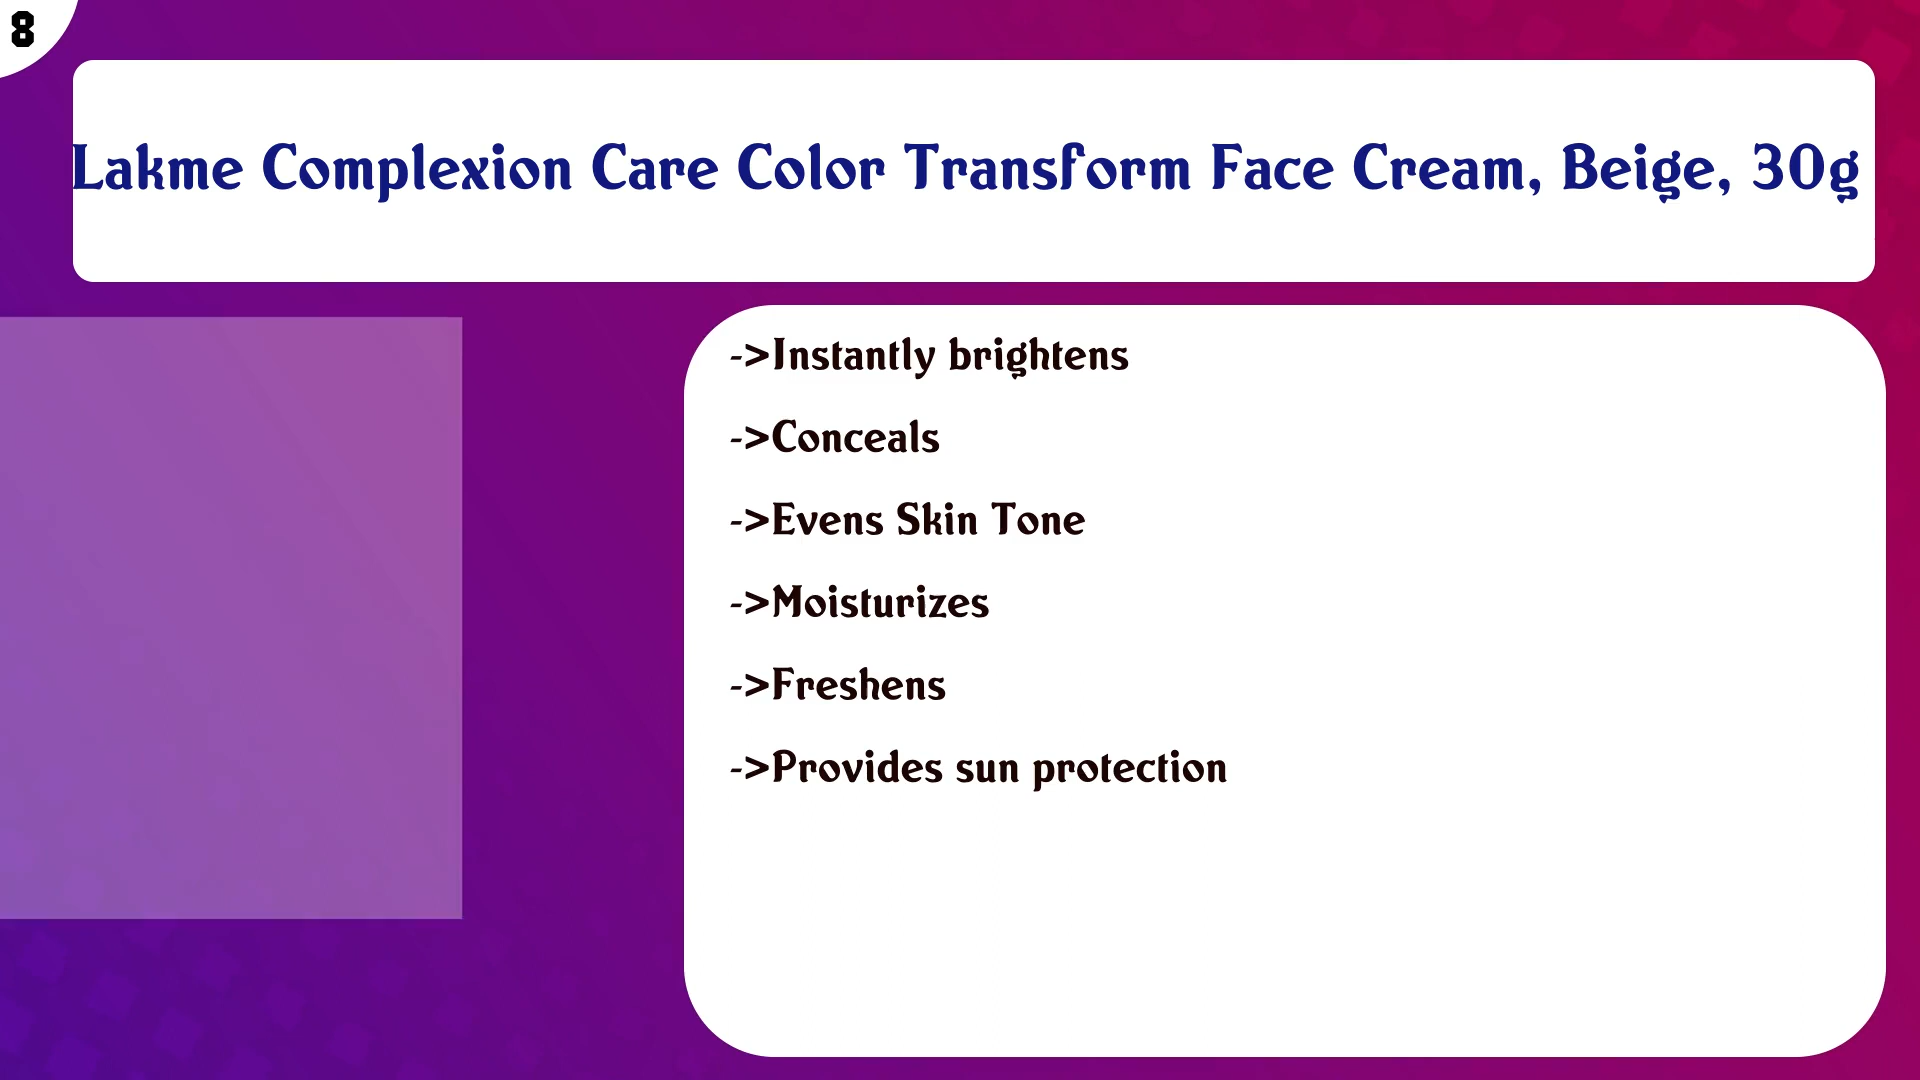 8
Lakme Complexion Care Color Transform Face Cream, Beige, 30g
->Instantly brightens
->Conceals
->Evens Skin Tone
->Moisturizes
->Freshens
->Provides sun protection